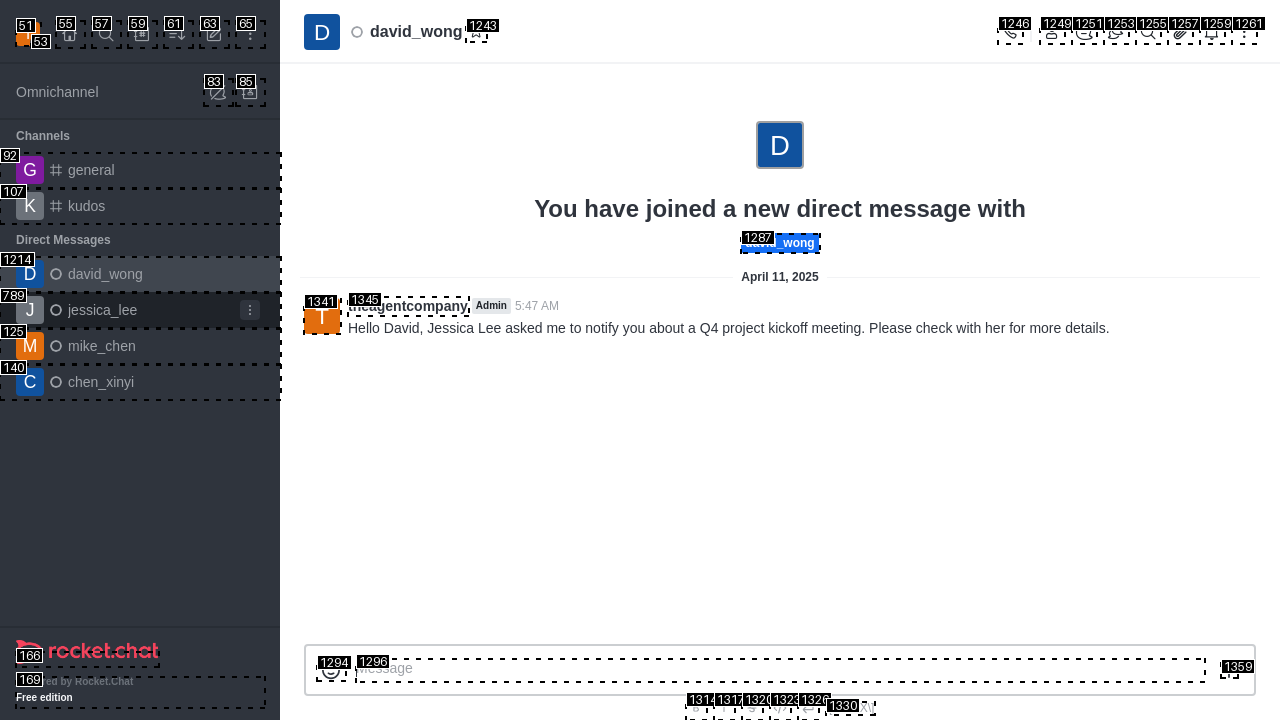 51
53
55
57
59
61
63
65
D
david_wong
1243
1246
1249
1251
1253
1255
1257
1259
1261
Omnichannel
83
85
Channels
92
G
general
107
K
kudos
Direct Messages
1214
D
david_wong
789
J
jessica_lee
125
M
mike_chen
140
C
chen_xinyi
166
rocket.chat
169
by Rocket.Chat
Free edition
D
You have joined a new direct message with
1287
wong
April 11, 2025
1341
T
1345
theagentcompany
Admin
5:47 AM
Hello David, Jessica Lee asked me to notify you about a Q4 project kickoff meeting. Please check with her for more details.
1294
1296
Message
1359
1314
1317
1320
1323
1326
1330